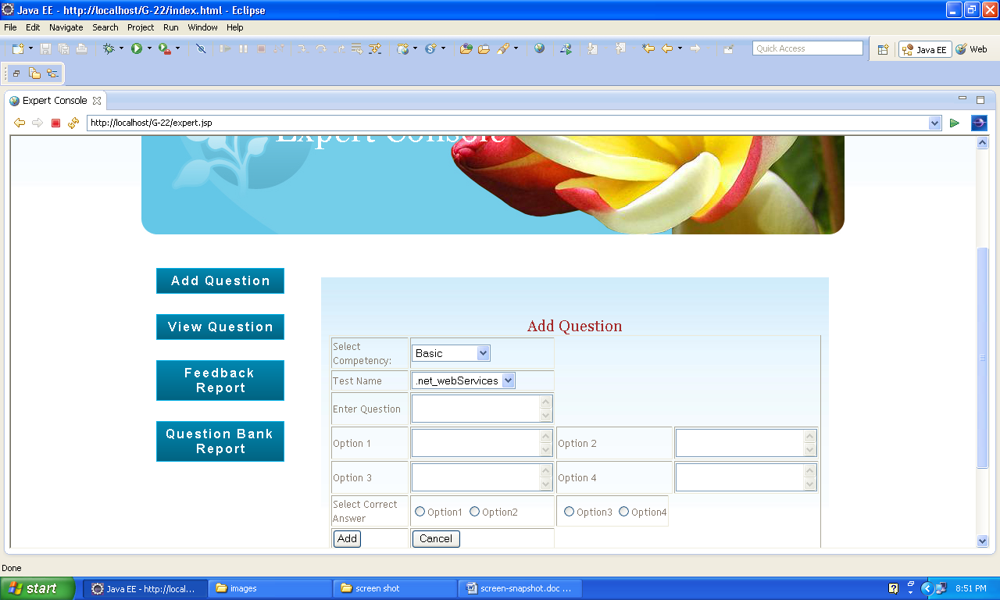 Java EE - http://localhost/G-22/index.html - Eclipse
File Edit Navigate Search Project Run Window Help
Quick Access
Java EE
Web
Expert Console
http://localhost/G-22/expert.jsp
Expert Console
Add Question
View Question
Feedback
Report
Question Bank
Report
Add Question
Select
Competency:
Basic
Test Name
.net_webServices
Enter Question
Option 1
Option 2
Option 3
Option 4
Select Correct
Answer
Option1 Option2 Option3 Option4
Add
Cancel
Done
start
Java EE - http://local...
images
screen shot
screen-snapshot.doc ...
8:51 PM